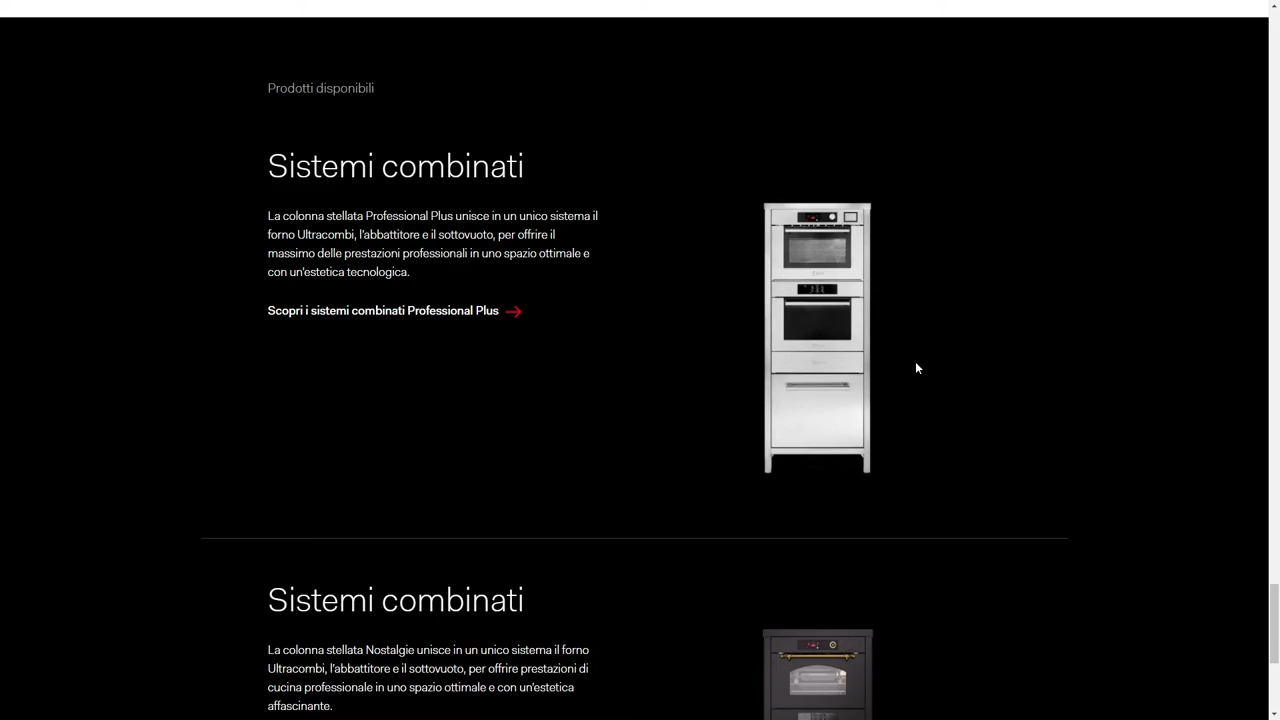 Prodotti disponibili
Sistemi combinati
La colonna stellata Professional Plus unisce in un unico sistema il
forno Ultracombi, l'abbattitore e il sottovuoto, per offrire il
massimo delle prestazioni professionali in uno spazio ottimale e
con un'estetica tecnologica.
Scopri i sistemi combinati Professional Plus
Sistemi combinati
La colonna stellata Nostalgie unisce in un unico sistema il forno
Ultracombi, l'abbattitore e il sottovuoto, per offrire prestazioni di
cucina professionale in uno spazio ottimale e con un'estetica
affascinante.